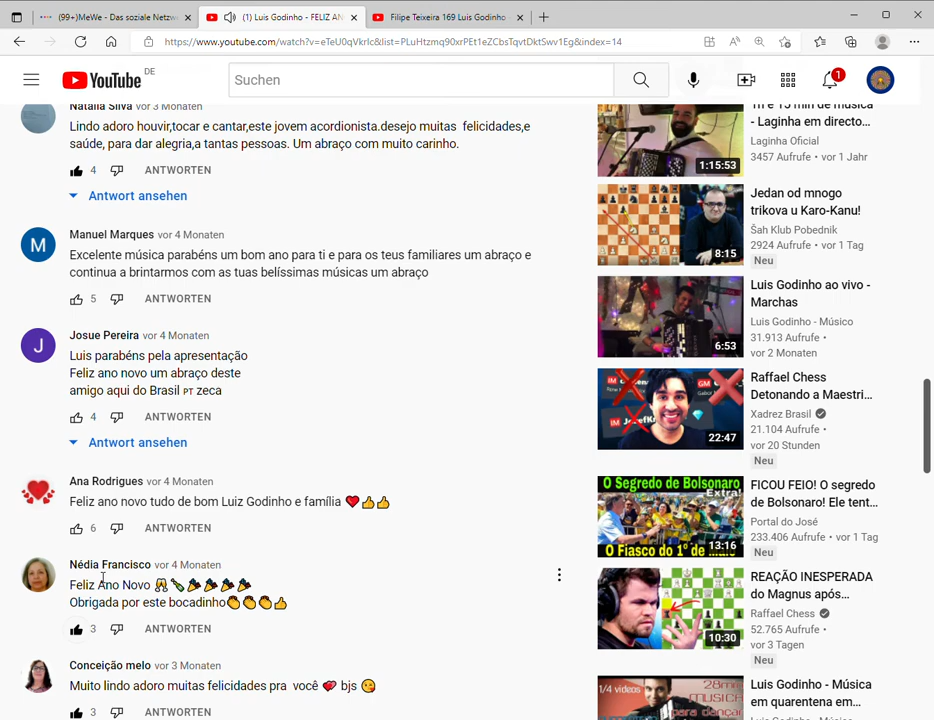 (99+)MeWe - Das soziale Netzw
(1) Luis Godinho - FELIZ AN
Filipe Teixeira 169 Luis Godinho
https://www.youtube.com/watch?v=eTeU0qVkrlc&list=PLuHtzmq90xrPEt1eZCbsTqvtDktSwv1Eg&index=14
YouTube DE
Suchen
1
Natalia Silva vor 3 Monaten
Lindo adoro houvir,tocar e cantar,este jovem acordionista.desejo muitas felicidades,e
saúde, para dar alegria,a tantas pessoas. Um abraço com muito carinho.
4 ANTWORTEN
Antwort ansehen
M
Manuel Marques vor 4 Monaten
Excelente música parabéns um bom ano para ti e para os teus familiares um abraço e
continua a brintarmos com as tuas belíssimas músicas um abraço
5 ANTWORTEN
J
Josue Pereira vor 4 Monaten
Luis parabéns pela apresentação
Feliz ano novo um abraço deste
amigo aqui do Brasil PT zeca
4 ANTWORTEN
Antwort ansehen
Ana Rodrigues vor 4 Monaten
Feliz ano novo tudo de bom Luiz Godinho e família ❤️👍👍
6 ANTWORTEN
Nédia Francisco vor 4 Monaten
Feliz Ano Novo 🥂🍾🎉🎉🎉🎉
Obrigada por este bocadinho👏👏👏👍
3 ANTWORTEN
Conceição melo vor 3 Monaten
Muito lindo adoro muitas felicidades pra você 💕 bjs 😘
3 ANTWORTEN
1h e 15 min de música
- Laginha em directo...
Laginha Oficial
3457 Aufrufe • vor 1 Jahr
1:15:53
Jedan od mnogo
trikova u Karo-Kanu!
Šah Klub Pobednik
2924 Aufrufe • vor 1 Tag
Neu
8:15
Luis Godinho ao vivo -
Marchas
Luis Godinho - Músico
31.913 Aufrufe •
vor 2 Monaten
6:53
Raffael Chess
Detonando a Maestri...
Xadrez Brasil
21.104 Aufrufe •
vor 20 Stunden
Neu
IM
GM
IM
22:47
FICOU FEIO! O segredo
de Bolsonaro! Ele tent...
Portal do José
233.406 Aufrufe • vor 1 Tag
Neu
O Segredo de Bolsonaro
Extra!
O Fiasco do 1° de Maio
13:16
REAÇÃO INESPERADA
do Magnus após...
Raffael Chess
52.765 Aufrufe •
vor 3 Tagen
Neu
10:30
Luis Godinho - Música
em quarentena em...
1/4 videos
28m
MUSICA
para dançar